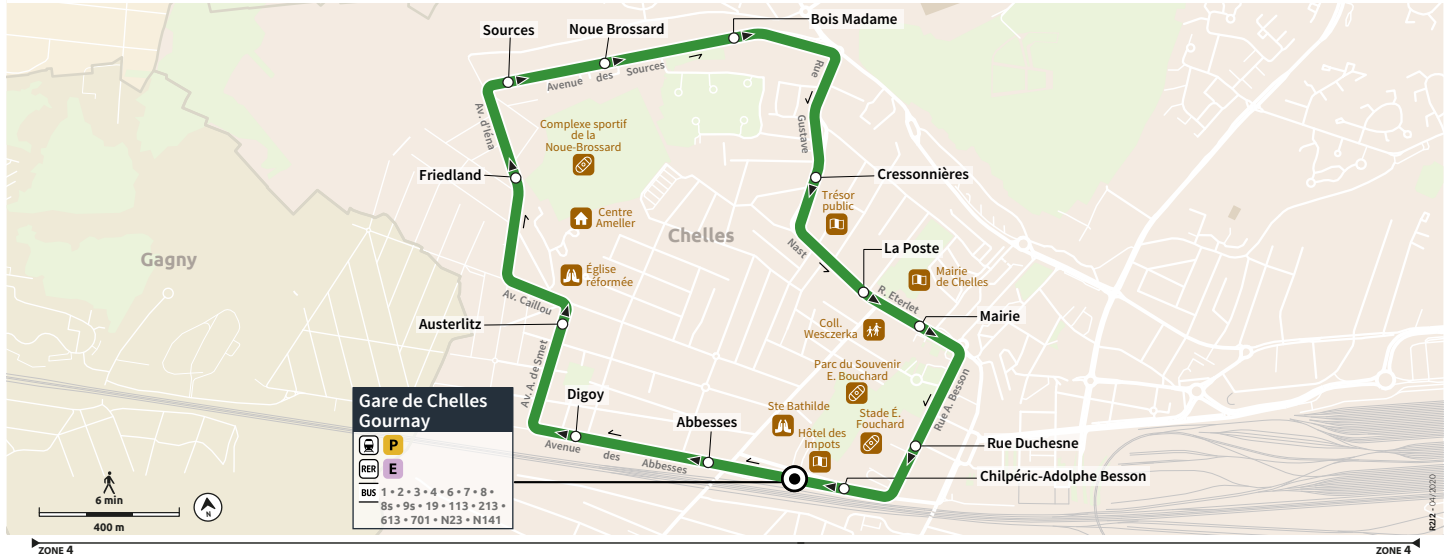 Bois Madame
Noue Brossard
Sources
Avenue des Sources
Rue Gustave Nast
Av. d'Iéna
Complexe sportif
de la
Noue-Brossard
Friedland
Cressonnières
Trésor
public
Centre
Ameller
Chelles
Gagny
La Poste
Église
réformée
Mairie
de Chelles
Av. Caillou
R. Eterlet
Austerlitz
Mairie
Coll.
Wesczerka
Av. A. de Smet
Parc du Souvenir
E. Bouchard
Rue A. Besson
Gare de Chelles
Gournay
P
RER
E
BUS
1 • 2 • 3 • 4 • 6 • 7 • 8 •
8s • 9s • 19 • 113 • 213 •
613 • 701 • N23 • N141
Digoy
Abbesses
Ste Bathilde
Stade É.
Fouchard
Hôtel des
Impots
Avenue des Abbesses
Rue Duchesne
Chilpéric-Adolphe Besson
6 min
400 m
N
R2/2 - 04/2020
ZONE 4
ZONE 4